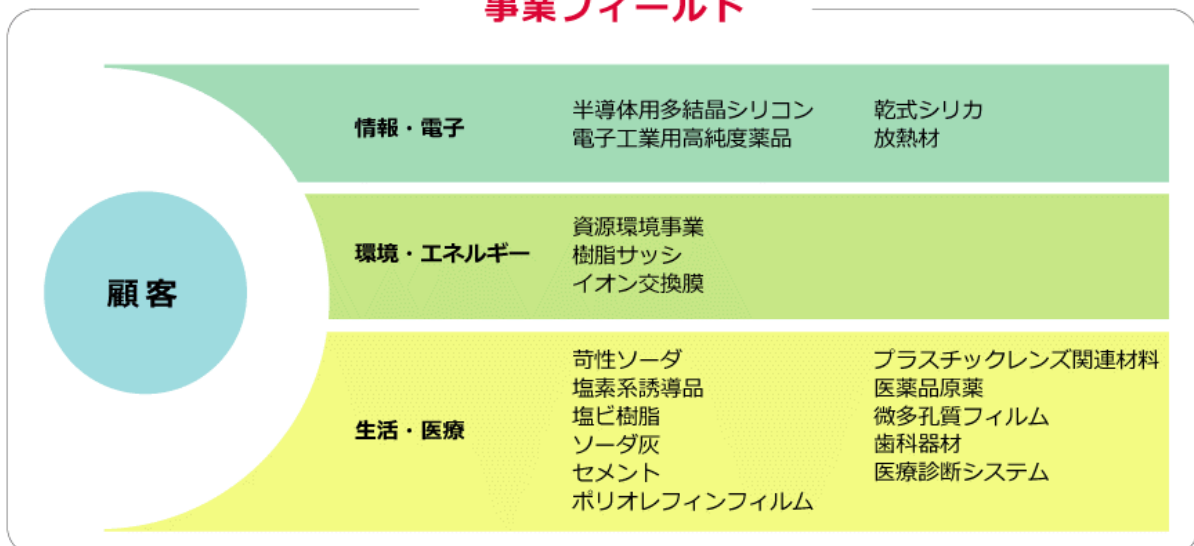 事業フィールド
顧客
情報・電子
半導体用多結晶シリコン
電子工業用高純度薬品
乾式シリカ
放熱材
環境・エネルギー
資源環境事業
樹脂サッシ
イオン交換膜
生活・医療
苛性ソーダ
塩素系誘導品
塩ビ樹脂
ソーダ灰
セメント
ポリオレフィンフィルム
プラスチックレンズ関連材料
医薬品原薬
微多孔質フィルム
歯科器材
医療診断システム